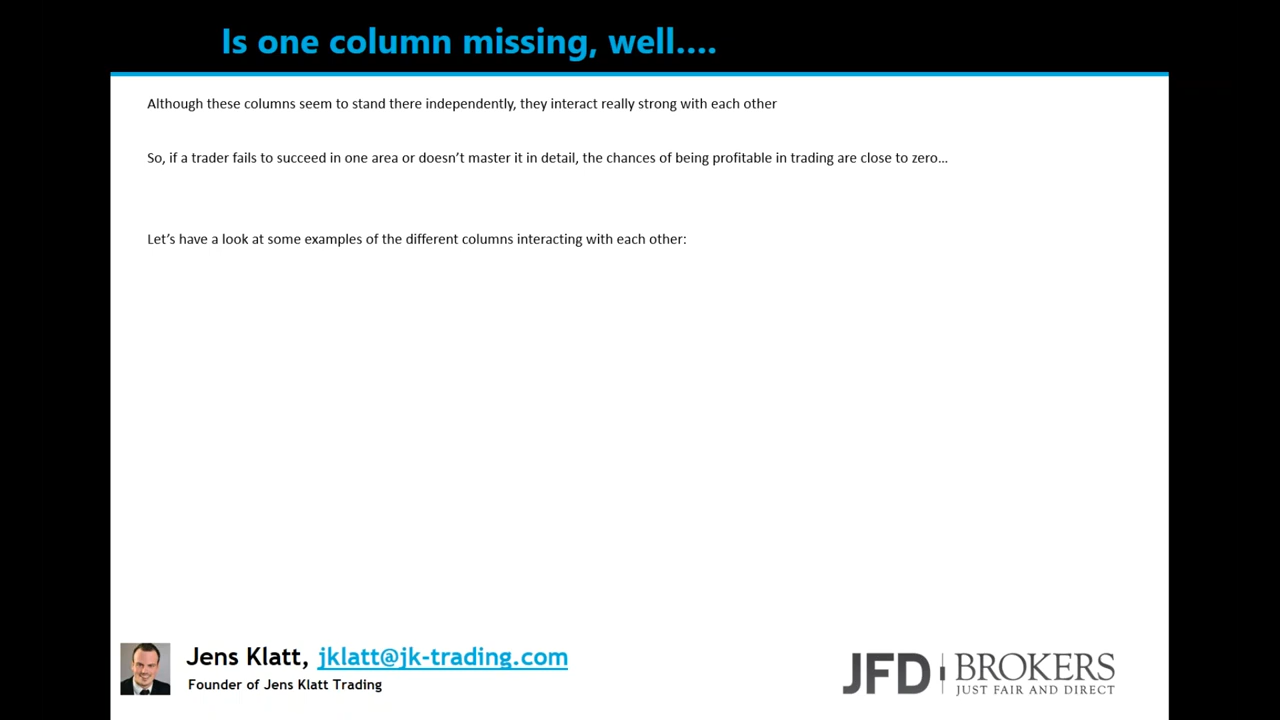 Is one column missing, well....
Although these columns seem to stand there independently, they interact really strong with each other
So, if a trader fails to succeed in one area or doesn’t master it in detail, the chances of being profitable in trading are close to zero…
Let’s have a look at some examples of the different columns interacting with each other:
Jens Klatt, jklatt@jk-trading.com
Founder of Jens Klatt Trading
JFD BROKERS
JUST FAIR AND DIRECT